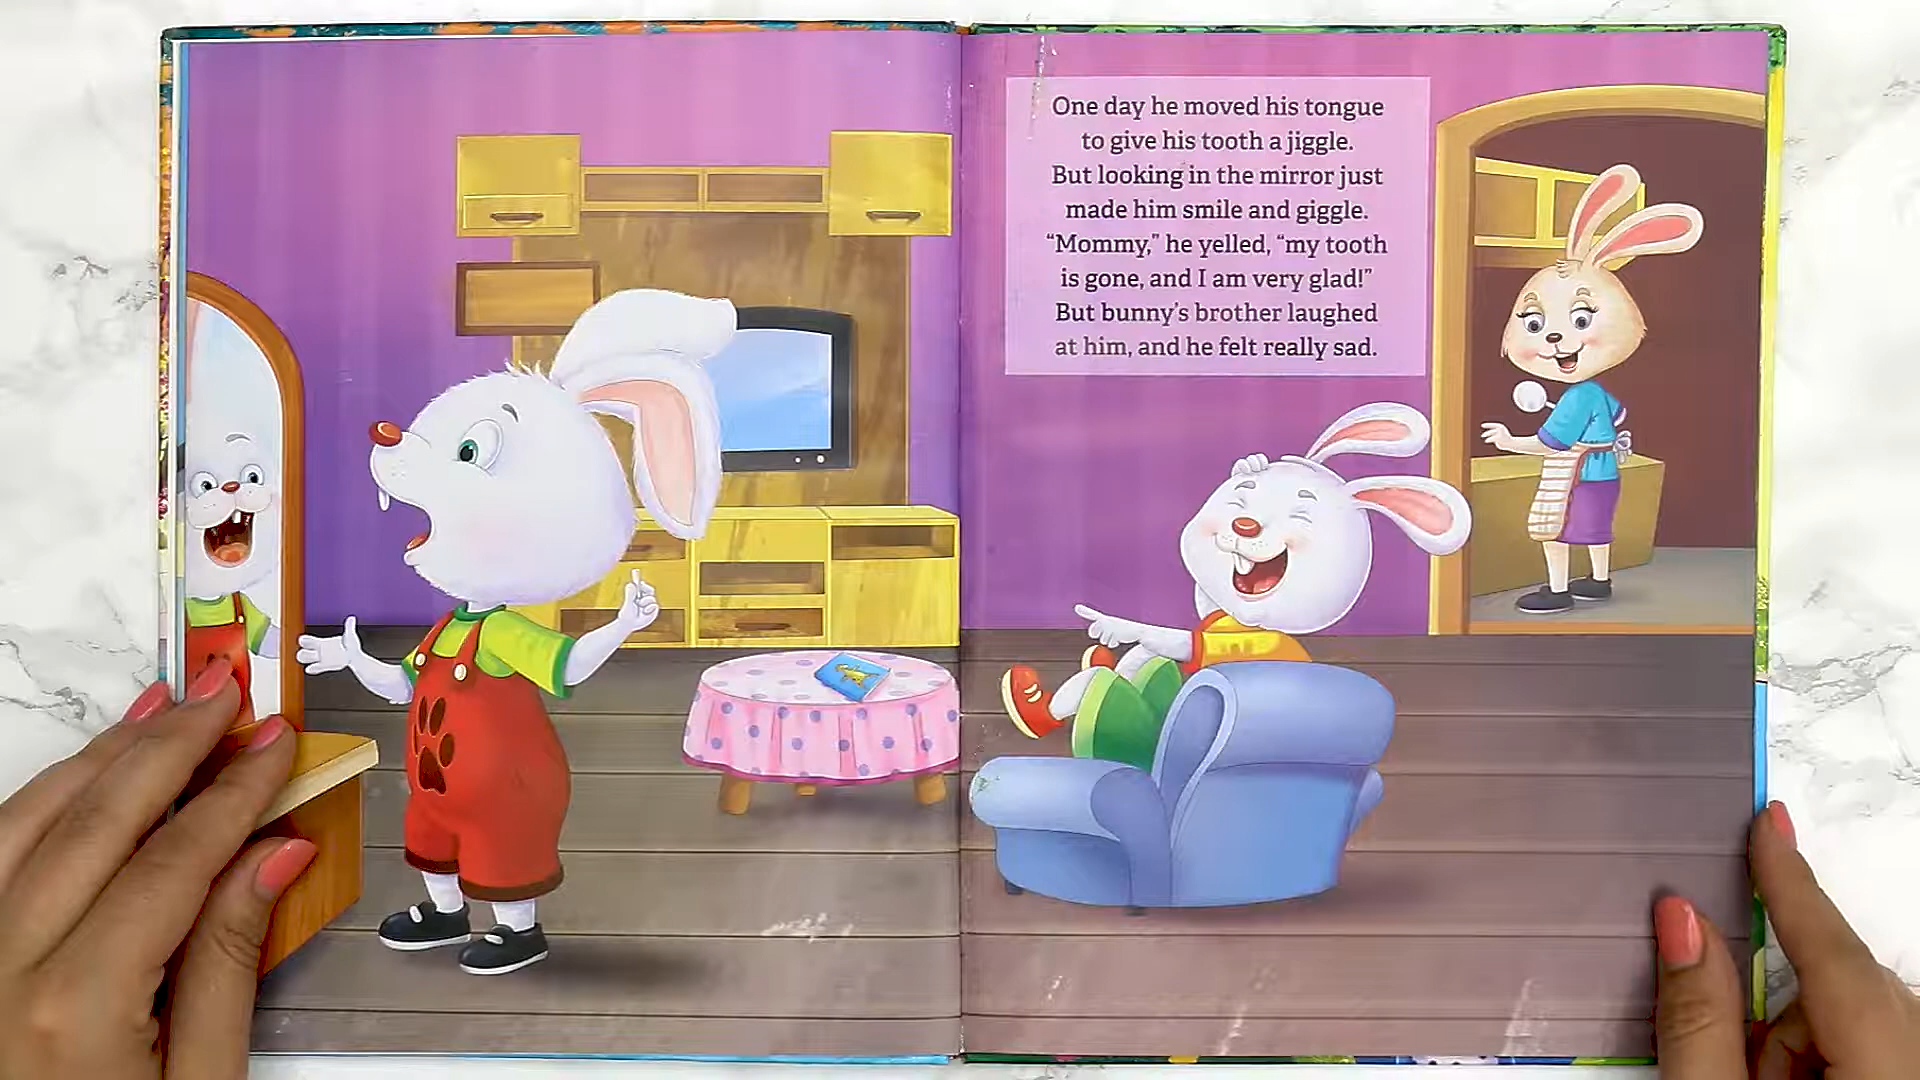 One day he moved his tongue
to give his tooth a jiggle.
But looking in the mirror just
made him smile and giggle.
“Mommy,” he yelled, “my tooth
is gone, and I am very glad!”
But bunny’s brother laughed
at him, and he felt really sad.